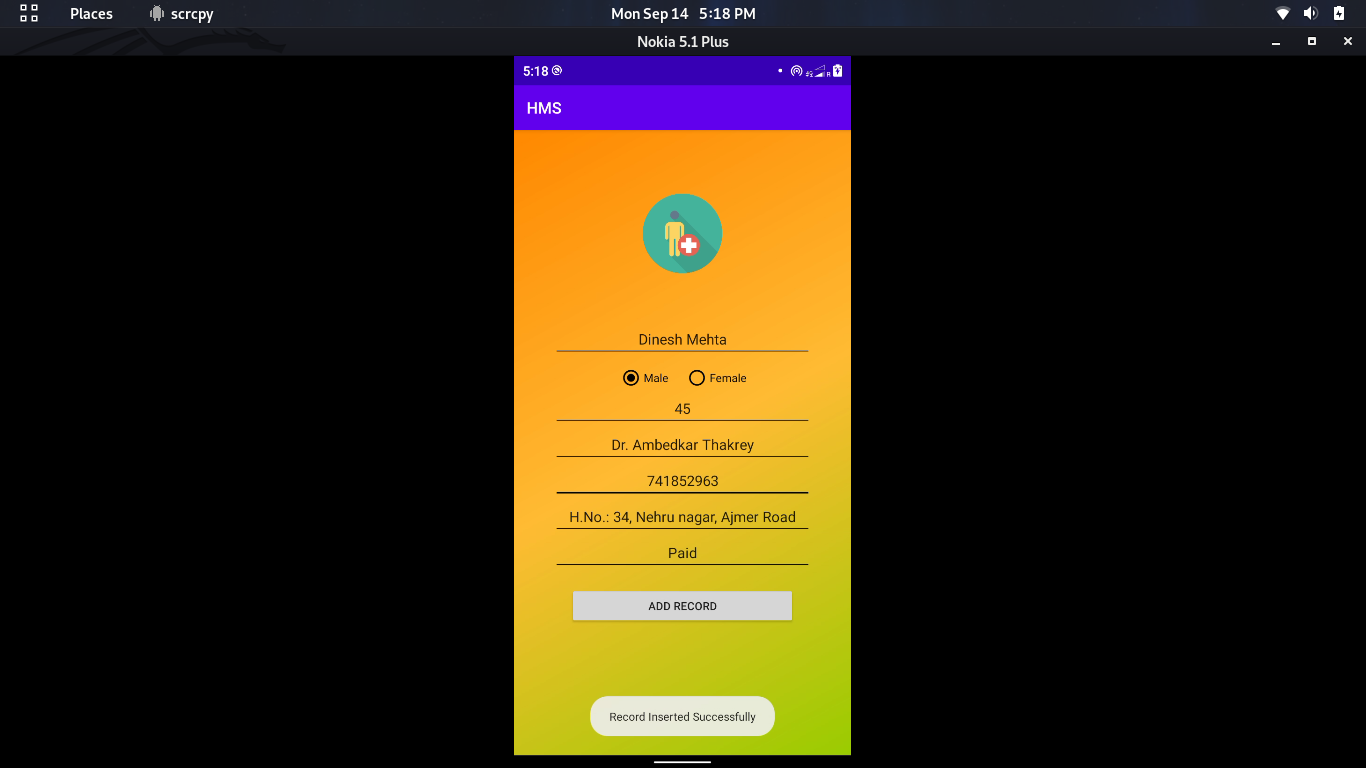 Places scrcpy Mon Sep 14 5:18 PM
Nokia 5.1 Plus
5:18
HMS
Dinesh Mehta
Male Female
45
Dr. Ambedkar Thakrey
741852963
H.No.: 34, Nehru nagar, Ajmer Road
Paid
ADD RECORD
Record Inserted Successfully